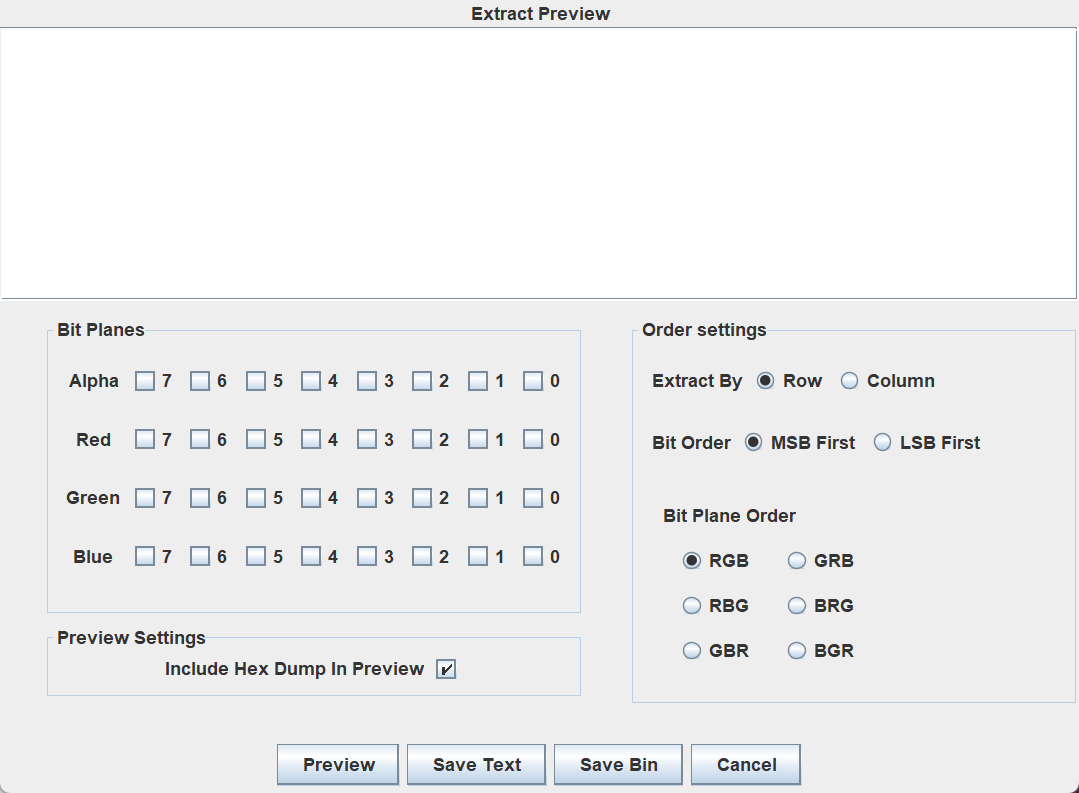 Extract Preview
Bit Planes
Alpha 7 6 5 4 3 2 1 0
Red 7 6 5 4 3 2 1 0
Green 7 6 5 4 3 2 1 0
Blue 7 6 5 4 3 2 1 0
Preview Settings
Include Hex Dump In Preview
Order settings
Extract By Row Column
Bit Order MSB First LSB First
Bit Plane Order
RGB GRB
RBG BRG
GBR BGR
Preview Save Text Save Bin Cancel